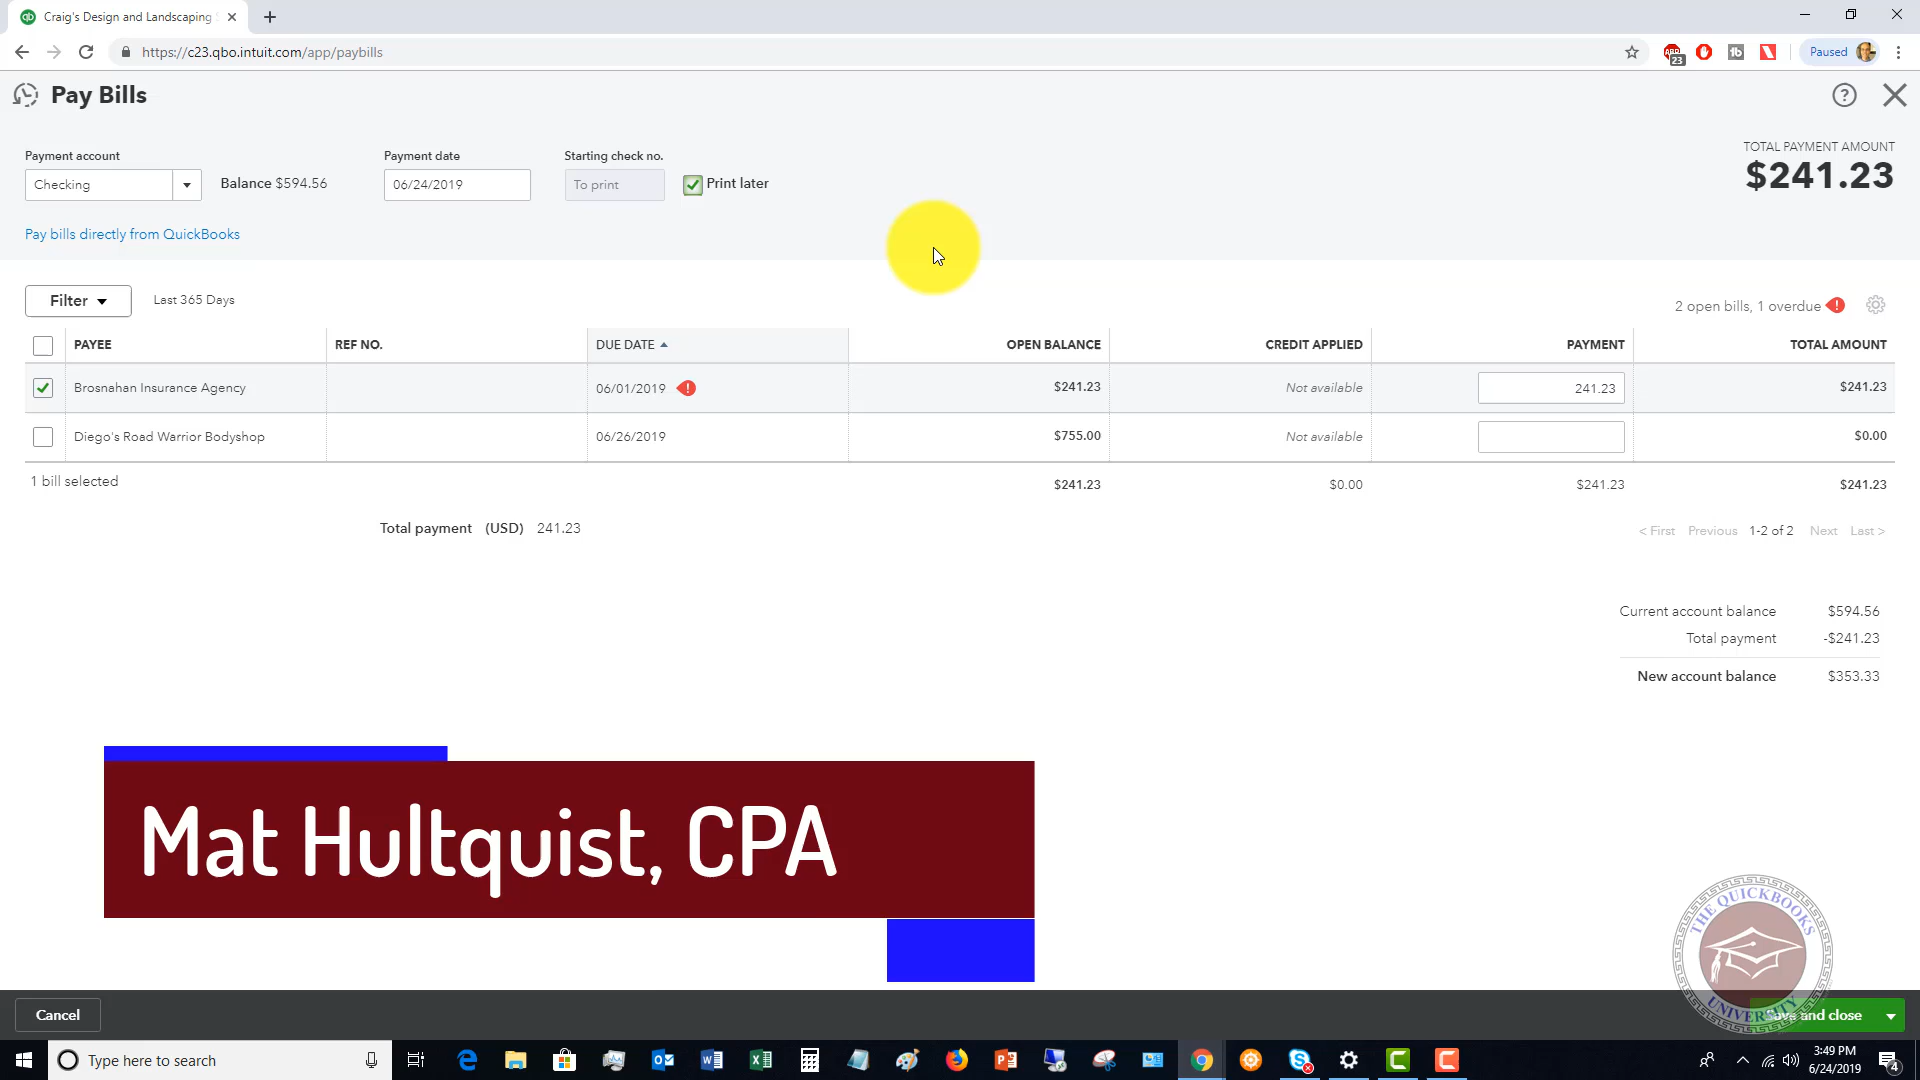 Craig's Design and Landscaping
https://c23.qbo.intuit.com/app/paybills
Paused
Pay Bills
Payment account
Checking
Balance $594.56
Payment date
06/24/2019
Starting check no.
To print
Print later
TOTAL PAYMENT AMOUNT
$241.23
Pay bills directly from QuickBooks
Filter
Last 365 Days
2 open bills, 1 overdue
PAYEE REF NO. DUE DATE OPEN BALANCE CREDIT APPLIED PAYMENT TOTAL AMOUNT
Brosnahan Insurance Agency 06/01/2019 $241.23 Not available 241.23 $241.23
Diego's Road Warrior Bodyshop 06/26/2019 $755.00 Not available $0.00
1 bill selected $241.23 $0.00 $241.23 $241.23
Total payment (USD) 241.23
< First Previous 1-2 of 2 Next Last >
Current account balance $594.56
Total payment -$241.23
New account balance $353.33
Mat Hultquist, CPA
THE QUICKBOOKS
UNIVERSITY
Cancel
Save and close
Type here to search
3:49 PM
6/24/2019